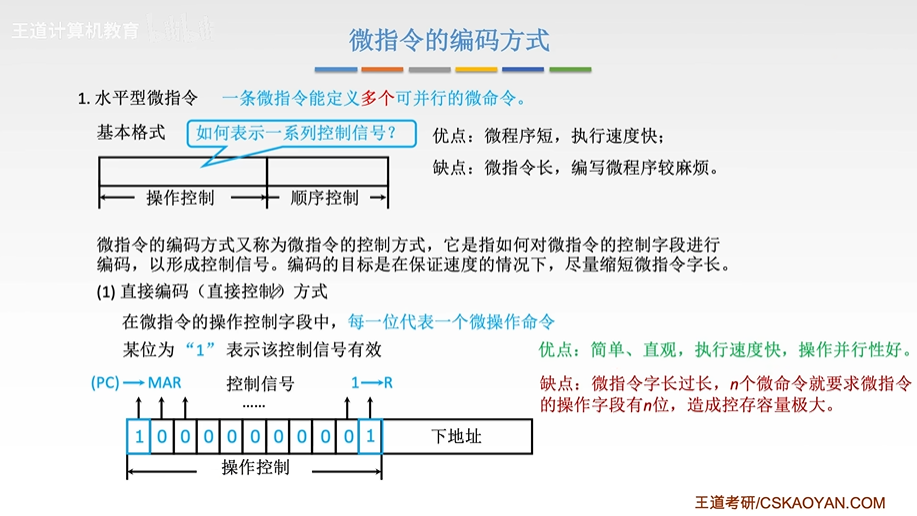 王道计算机教育
微指令的编码方式
1. 水平型微指令 一条微指令能定义多个可并行的微命令。
基本格式 如何表示一系列控制信号？ 优点：微程序短，执行速度快；
缺点：微指令长，编写微程序较麻烦。
操作控制 顺序控制
微指令的编码方式又称为微指令的控制方式，它是指如何对微指令的控制字段进行
编码，以形成控制信号。编码的目标是在保证速度的情况下，尽量缩短微指令字长。
(1) 直接编码（直接控制）方式
在微指令的操作控制字段中，每一位代表一个微操作命令
某位为“1”表示该控制信号有效
优点：简单、直观，执行速度快，操作并行性好。
缺点：微指令字长过长，n个微命令就要求微指令
的操作字段有n位，造成控存容量极大。
(PC)→MAR 控制信号 1→R
……
1 0 0 0 0 0 0 0 0 0 1 下地址
操作控制
王道考研/CSKAOYAN.COM